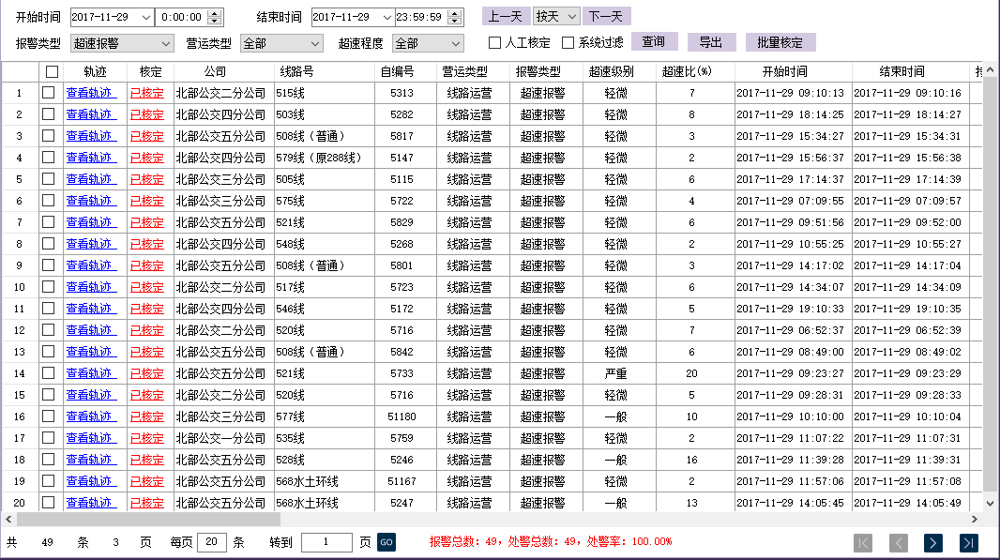 开始时间 2017-11-29 0:00:00 结束时间 2017-11-29 23:59:59 上一天 按天 下一天
报警类型 超速报警 营运类型 全部 超速程度 全部 人工核定 系统过滤 查询 导出 批量核定
轨迹 核定 公司 线路号 自编号 营运类型 报警类型 超速级别 超速比(%) 开始时间 结束时间
1 查看轨迹 已核定 北部公交二分公司 515线 5313 线路运营 超速报警 轻微 7 2017-11-29 09:10:13 2017-11-29 09:10:16
2 查看轨迹 已核定 北部公交四分公司 503线 5282 线路运营 超速报警 轻微 8 2017-11-29 18:14:25 2017-11-29 18:14:27
3 查看轨迹 已核定 北部公交五分公司 508线（普通） 5817 线路运营 超速报警 轻微 3 2017-11-29 15:34:27 2017-11-29 15:34:31
4 查看轨迹 已核定 北部公交四分公司 579线（原288线） 5147 线路运营 超速报警 轻微 2 2017-11-29 15:56:37 2017-11-29 15:56:38
5 查看轨迹 已核定 北部公交三分公司 505线 5115 线路运营 超速报警 轻微 6 2017-11-29 17:14:37 2017-11-29 17:14:39
6 查看轨迹 已核定 北部公交三分公司 575线 5722 线路运营 超速报警 轻微 4 2017-11-29 07:09:55 2017-11-29 07:09:57
7 查看轨迹 已核定 北部公交五分公司 521线 5829 线路运营 超速报警 轻微 6 2017-11-29 09:51:56 2017-11-29 09:52:00
8 查看轨迹 已核定 北部公交四分公司 548线 5268 线路运营 超速报警 轻微 2 2017-11-29 10:55:25 2017-11-29 10:55:27
9 查看轨迹 已核定 北部公交五分公司 508线（普通） 5801 线路运营 超速报警 轻微 3 2017-11-29 14:17:02 2017-11-29 14:17:04
10 查看轨迹 已核定 北部公交二分公司 517线 5723 线路运营 超速报警 轻微 6 2017-11-29 14:34:07 2017-11-29 14:34:09
11 查看轨迹 已核定 北部公交四分公司 546线 5172 线路运营 超速报警 轻微 5 2017-11-29 19:10:33 2017-11-29 19:10:35
12 查看轨迹 已核定 北部公交二分公司 520线 5716 线路运营 超速报警 轻微 7 2017-11-29 06:52:37 2017-11-29 06:52:39
13 查看轨迹 已核定 北部公交五分公司 508线（普通） 5842 线路运营 超速报警 轻微 6 2017-11-29 08:49:00 2017-11-29 08:49:02
14 查看轨迹 已核定 北部公交五分公司 521线 5733 线路运营 超速报警 严重 20 2017-11-29 09:23:27 2017-11-29 09:23:29
15 查看轨迹 已核定 北部公交二分公司 520线 5716 线路运营 超速报警 轻微 5 2017-11-29 09:28:31 2017-11-29 09:28:33
16 查看轨迹 已核定 北部公交三分公司 577线 51180 线路运营 超速报警 一般 10 2017-11-29 10:10:00 2017-11-29 10:10:04
17 查看轨迹 已核定 北部公交一分公司 535线 5759 线路运营 超速报警 轻微 2 2017-11-29 11:07:22 2017-11-29 11:07:31
18 查看轨迹 已核定 北部公交五分公司 528线 5246 线路运营 超速报警 一般 16 2017-11-29 11:39:28 2017-11-29 11:39:31
19 查看轨迹 已核定 北部公交五分公司 568水土环线 51167 线路运营 超速报警 轻微 2 2017-11-29 11:57:06 2017-11-29 11:57:08
20 查看轨迹 已核定 北部公交五分公司 568水土环线 5247 线路运营 超速报警 一般 13 2017-11-29 14:05:45 2017-11-29 14:05:49
共 49 条 3 页 每页 20 条 转到 1 页 GO 报警总数：49，处警总数：49，处警率：100.00%